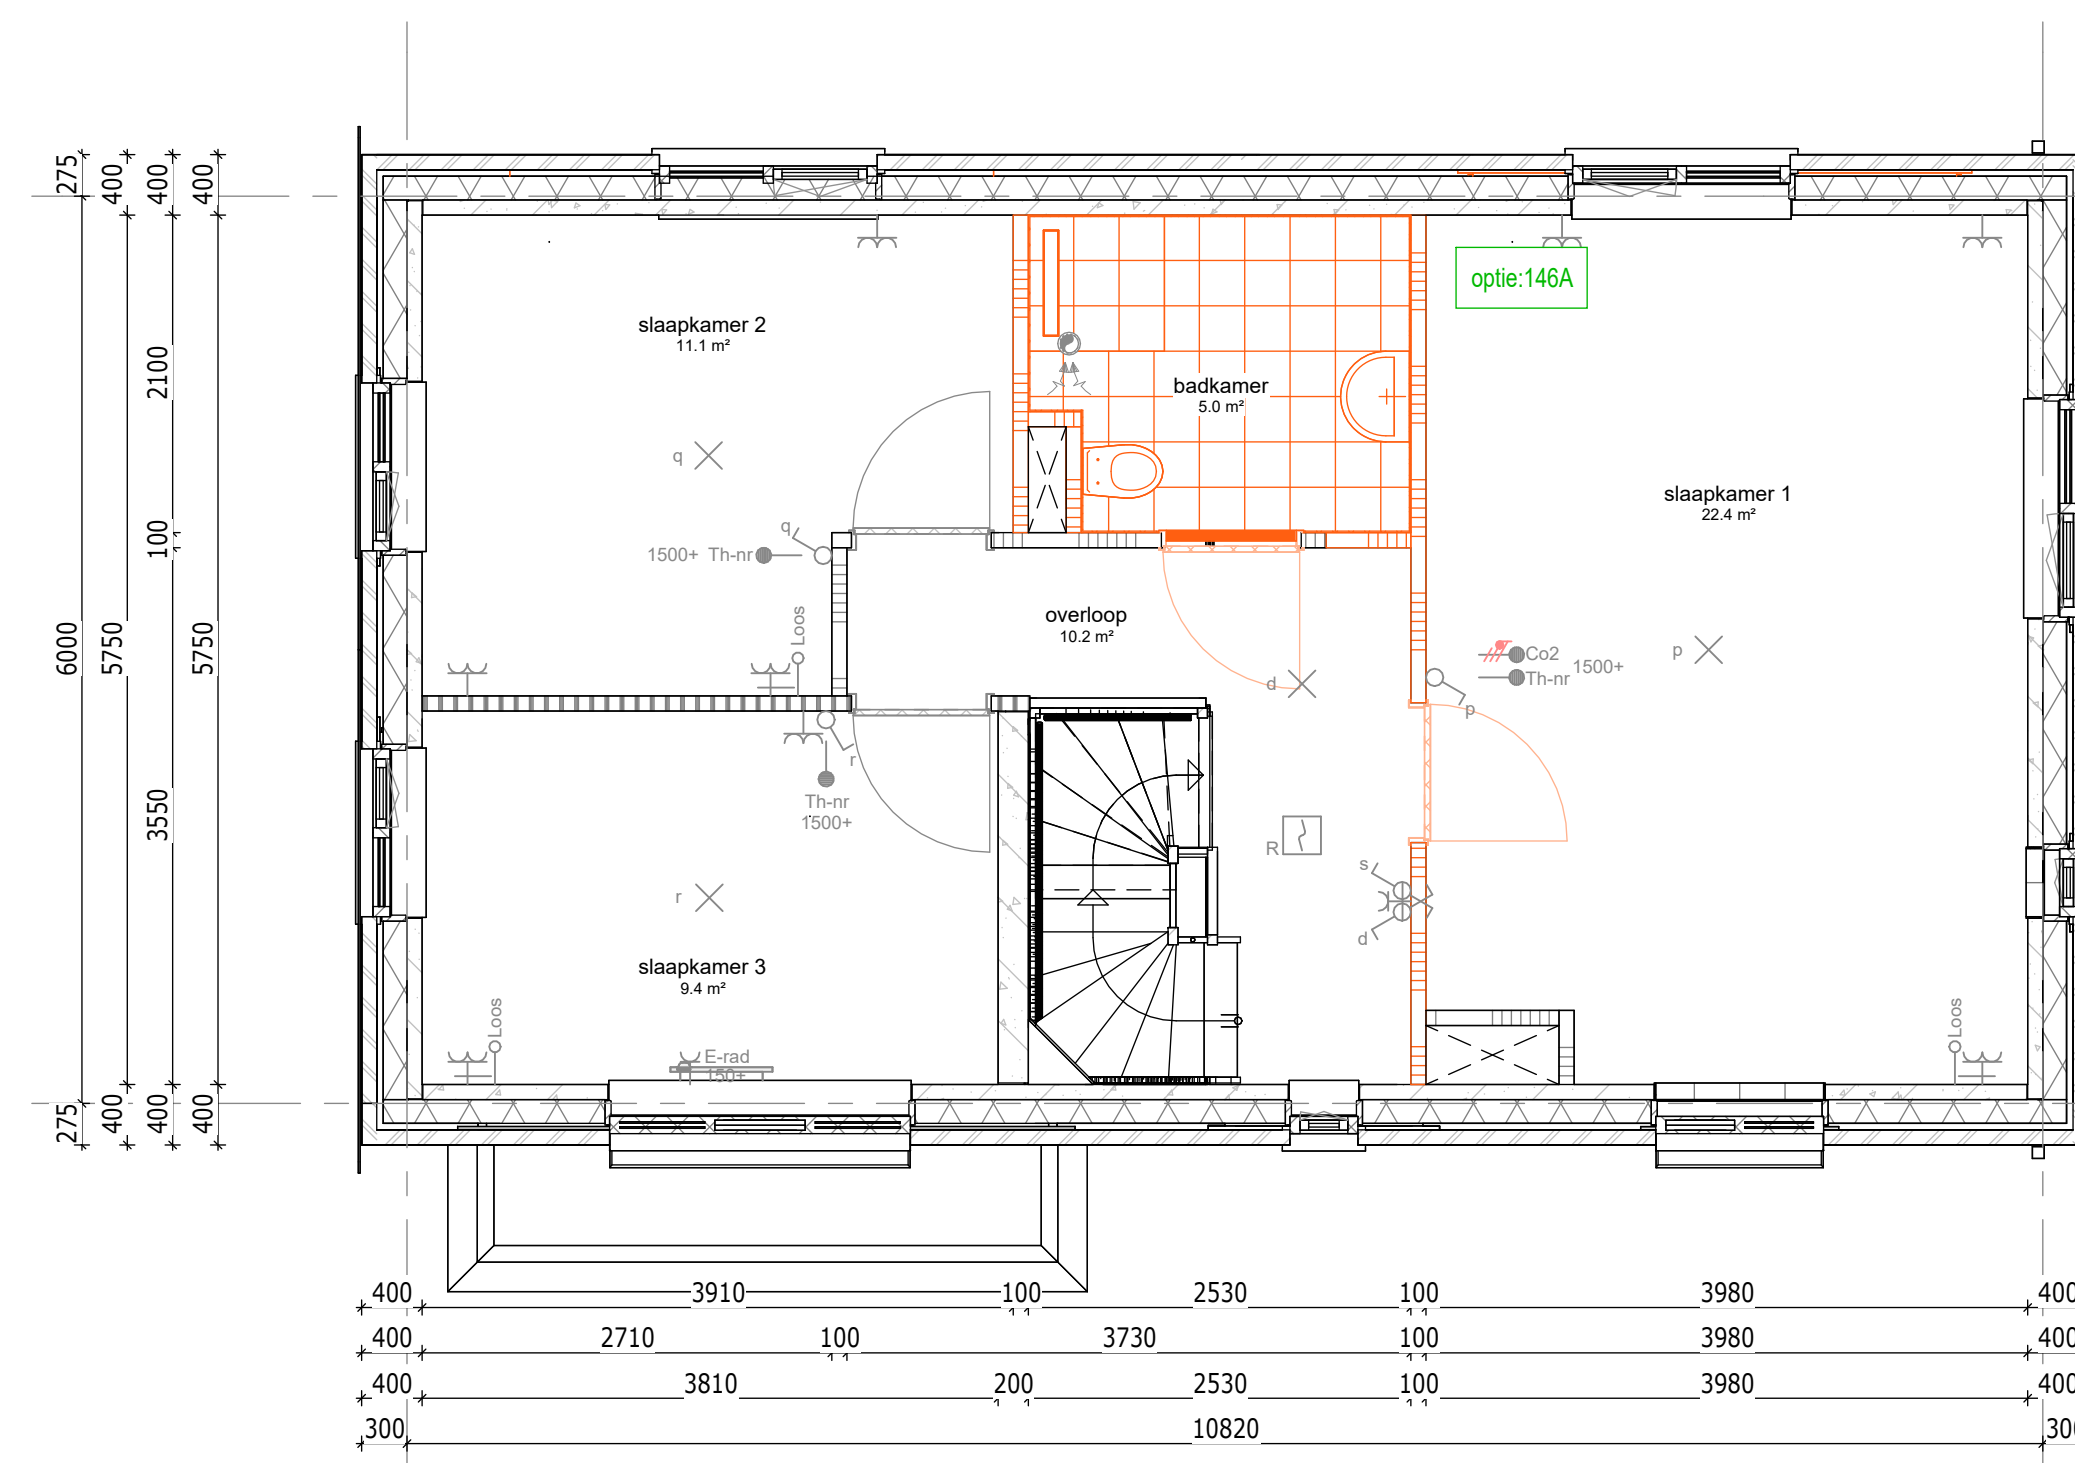 275
400
400
400
optie:146A
slaapkamer 2
11.1 m²
2100
badkamer
5.0 m²
q
slaapkamer 1
22.4 m²
q
100
1500+ Th-nr
Loos
overloop
10.2 m²
6000
5750
5750
p
Co2
1500+
Th-nr
d
p
r
Th-nr
1500+
3550
R
s
r
d
slaapkamer 3
9.4 m²
Loos
Loos
E-rad
150+
275
400
400
400
400 3910 100 2530 100 3980 400
400 2710 100 3730 100 3980 400
400 3810 200 2530 100 3980 400
300 10820 300